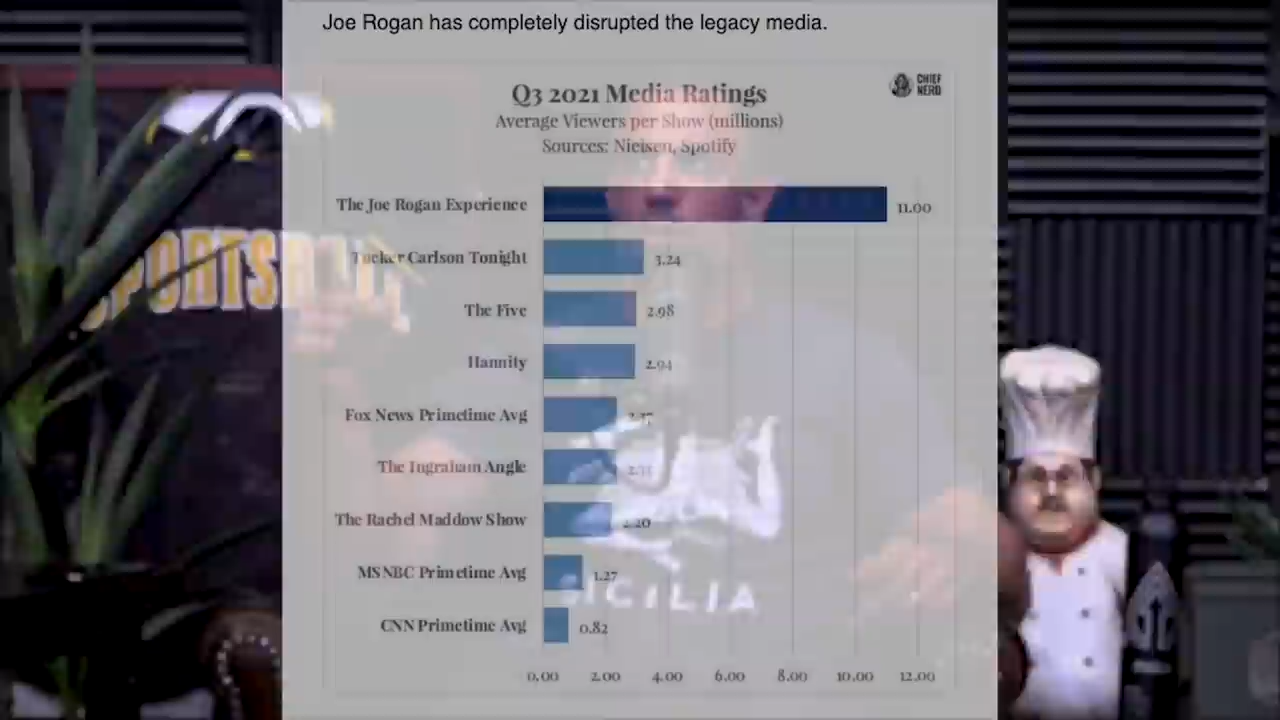 Joe Rogan has completely disrupted the legacy media.
CHIEF
NERD
Q3 2021 Media Ratings
Average Viewers per Show (millions)
Sources: Nielsen, Spotify
The Joe Rogan Experience 11.00
Tucker Carlson Tonight 3.24
The Five 2.98
Hannity 2.94
Fox News Primetime Avg
The Ingraham Angle
The Rachel Maddow Show 2.20
MSNBC Primetime Avg 1.27
CNN Primetime Avg 0.82
0.00 2.00 4.00 6.00 8.00 10.00 12.00
SICILIA